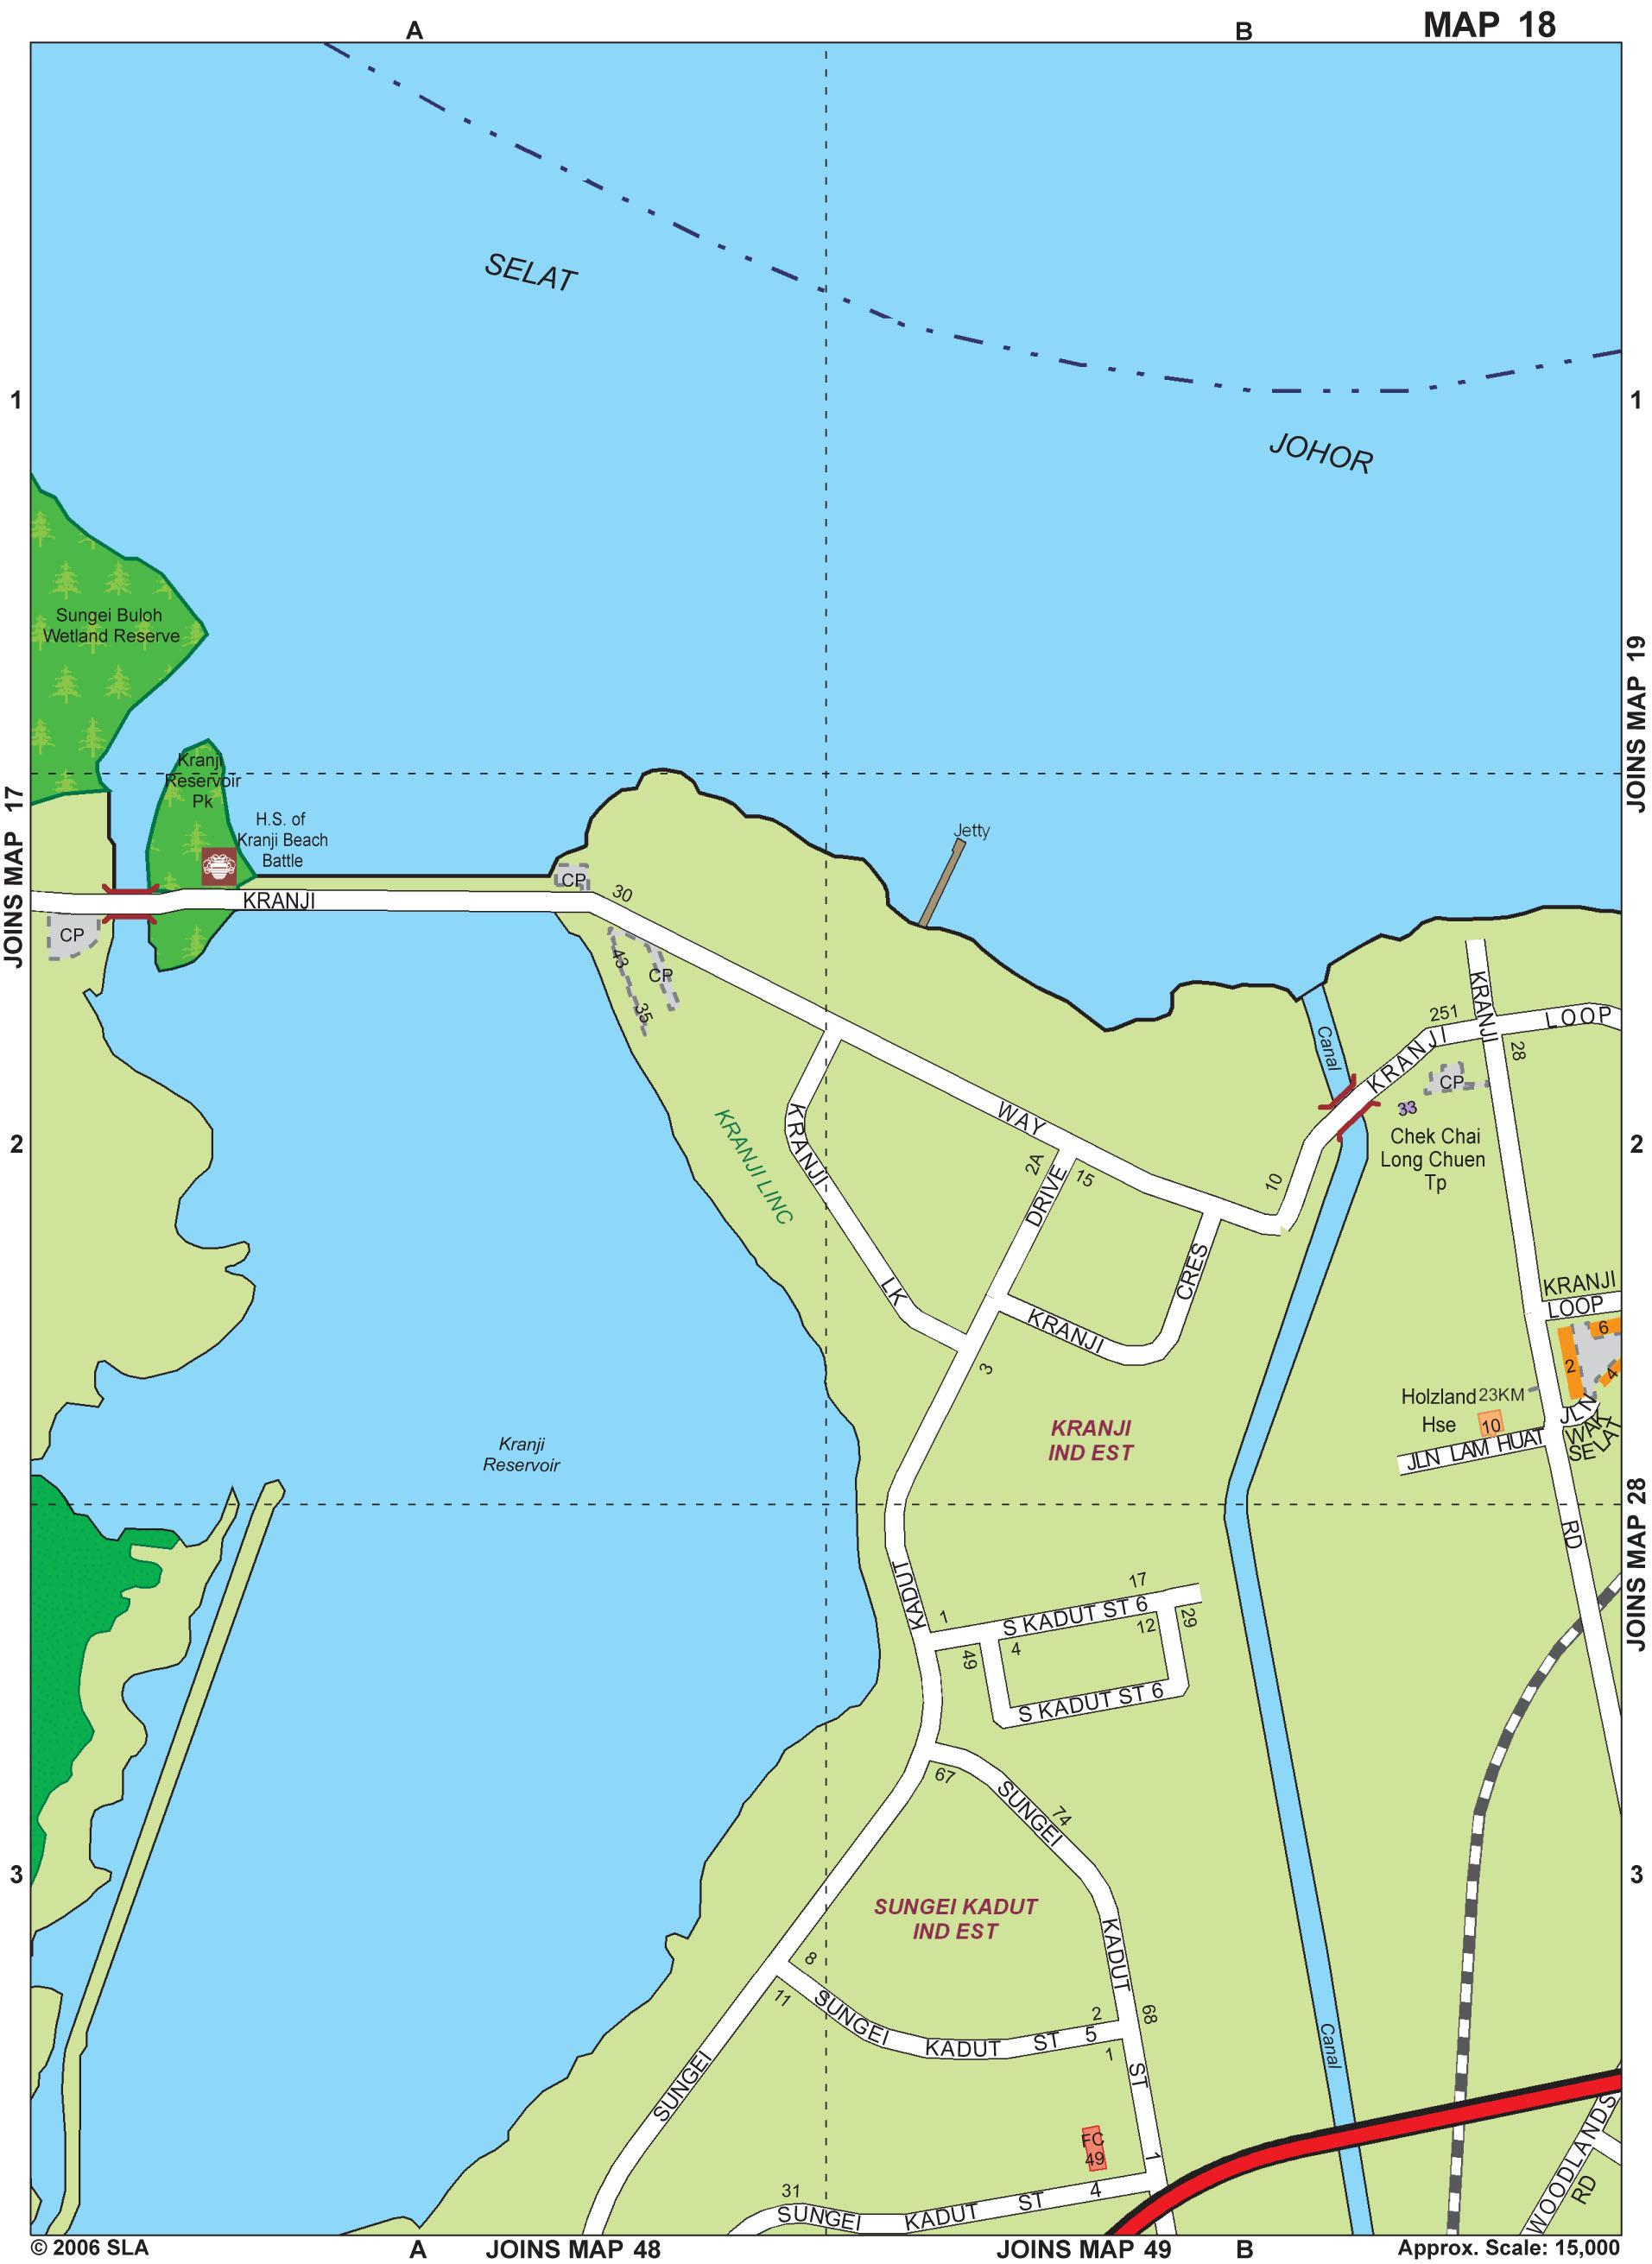 MAP 18
A
B
SELAT
1
1
JOHOR
Sungei Buloh
Wetland Reserve
JOINS MAP 19
Kranji
Reservoir
Pk
JOINS MAP 17
H.S. of
Kranji Beach
Battle
Jetty
CP
30
KRANJI
CP
43
CP
35
KRANJI
251
LOOP
Canal
KRANJI
28
CP
33
WAY
KRANJI
KRANJI LINC
2
2
Chek Chai
Long Chuen
Tp
2A
15
10
DRIVE
CRES
LK
KRANJI
KRANJI
LOOP
6
2
4
3
Holzland
Hse
23KM
10
JLN
WAK
SELAT
JLN LAM HUAT
KRANJI
IND EST
Kranji
Reservoir
JOINS MAP 28
RD
KADUT
17
1
S KADUT ST 6
12
29
49
4
S KADUT ST 6
67
SUNGEI
74
3
3
SUNGEI KADUT
IND EST
KADUT
8
11
SUNGEI
KADUT
ST
5
2
68
1
SUNGEI
ST
Canal
FC
49
1
31
SUNGEI
KADUT
ST
4
WOODLANDS
RD
© 2006 SLA
A
JOINS MAP 48
JOINS MAP 49
B
Approx. Scale: 15,000